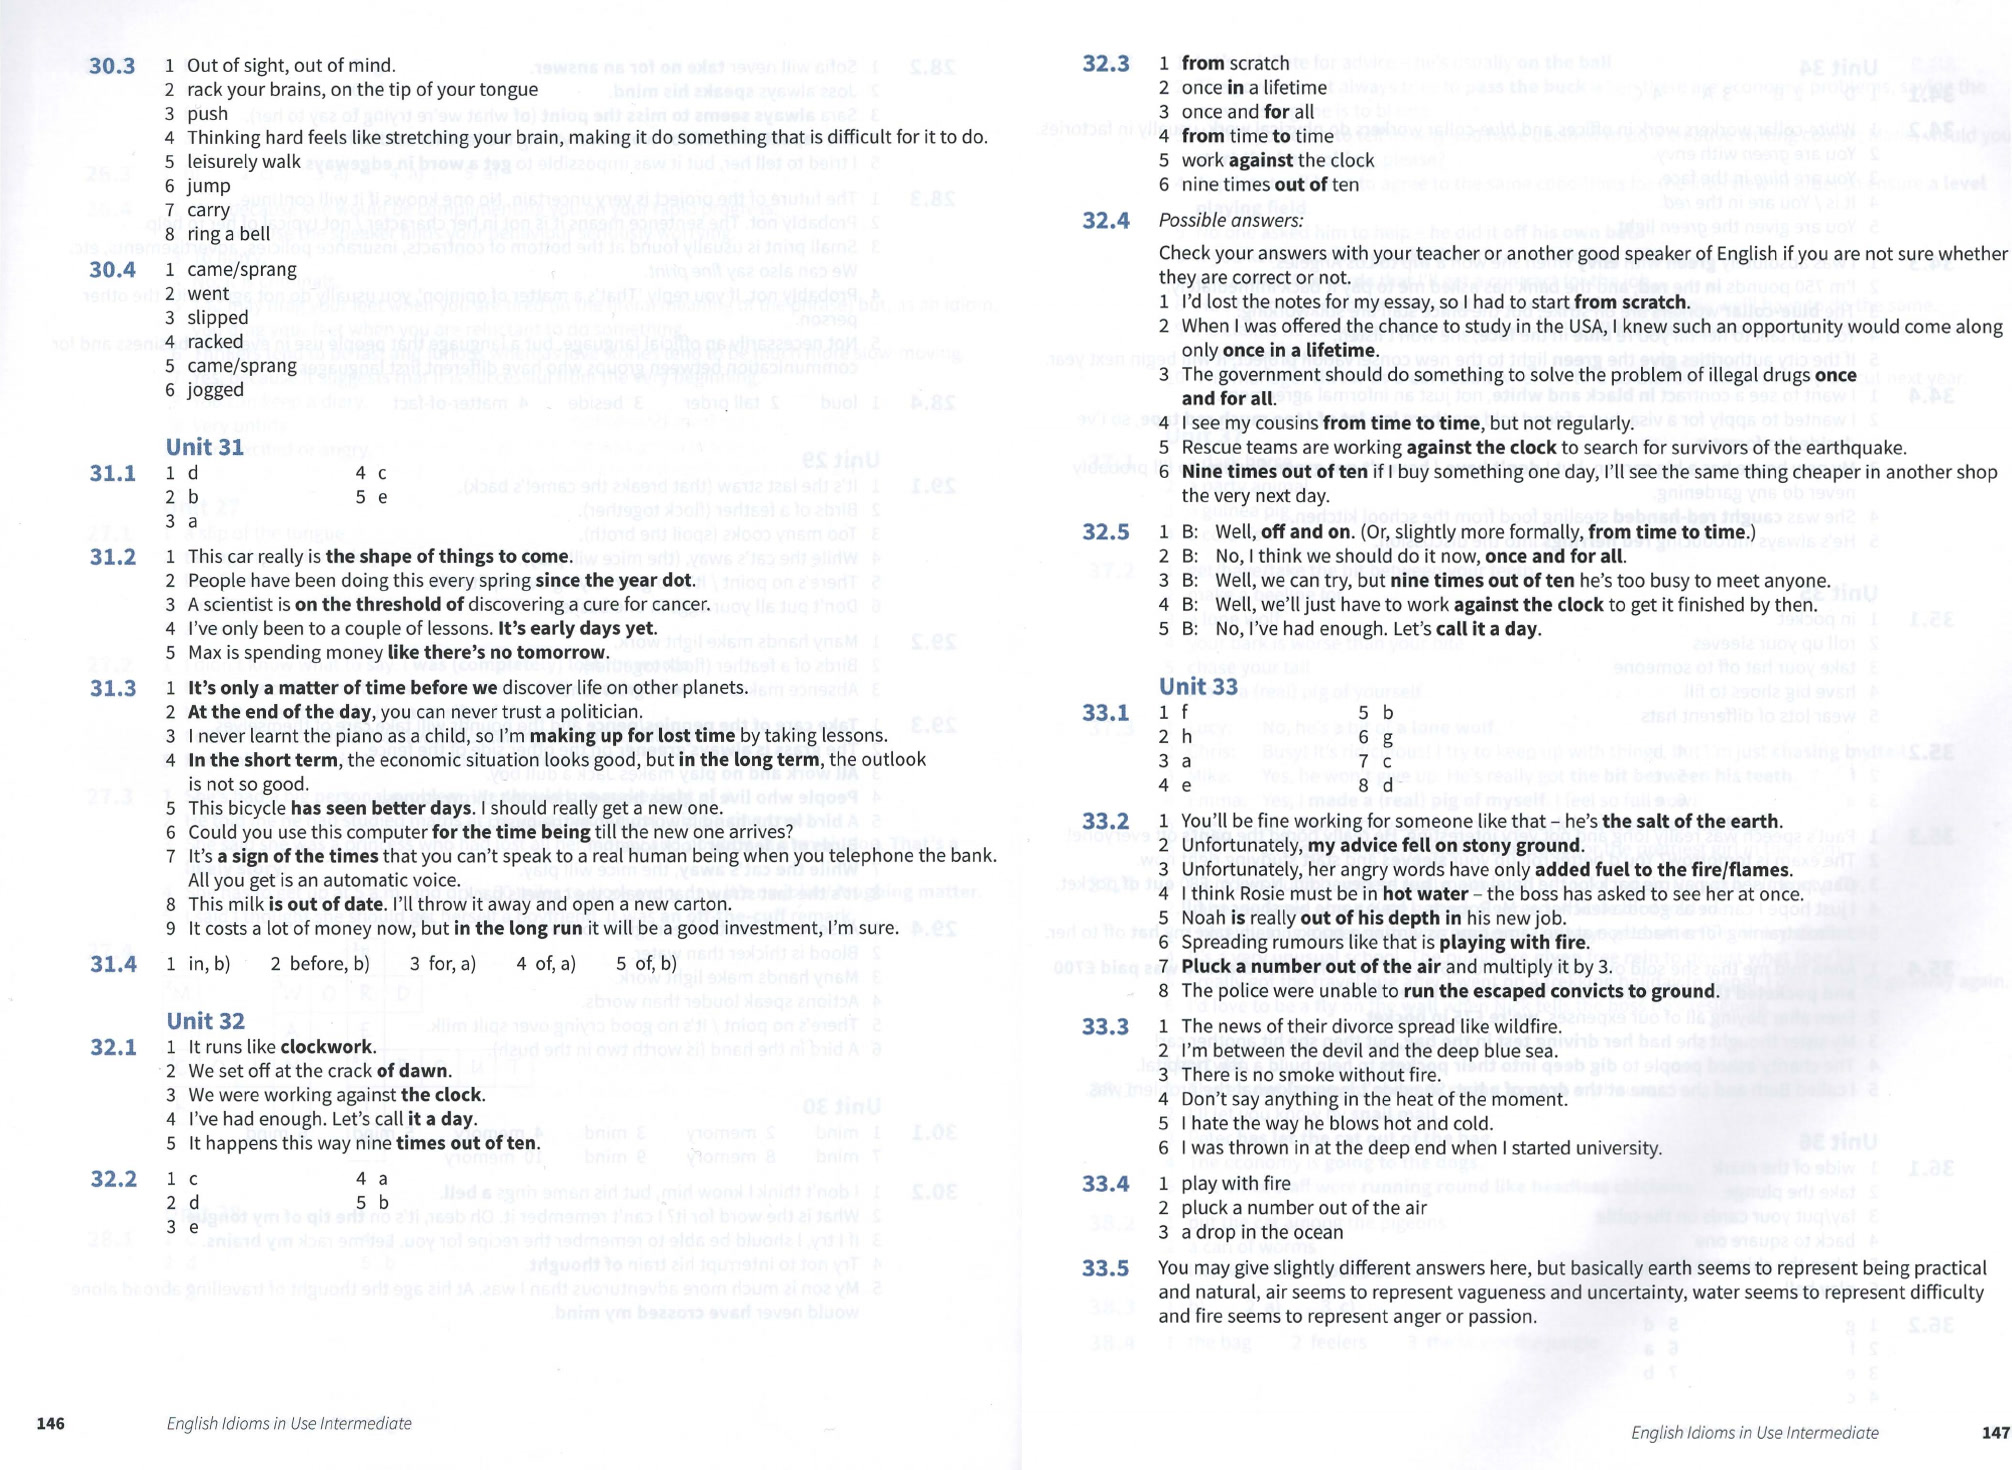 30.3 1 Out of sight, out of mind.
2 rack your brains, on the tip of your tongue
3 push
4 Thinking hard feels like stretching your brain, making it do something that is difficult for it to do.
5 leisurely walk
6 jump
7 carry
8 ring a bell
30.4 1 came/sprang
2 went
3 slipped
4 racked
5 came/sprang
6 jogged
Unit 31
31.1 1 d 4 c
2 b 5 e
3 a
31.2 1 This car really is the shape of things to come.
2 People have been doing this every spring since the year dot.
3 A scientist is on the threshold of discovering a cure for cancer.
4 I've only been to a couple of lessons. It's early days yet.
5 Max is spending money like there's no tomorrow.
31.3 1 It's only a matter of time before we discover life on other planets.
2 At the end of the day, you can never trust a politician.
3 I never learnt the piano as a child, so I'm making up for lost time by taking lessons.
4 In the short term, the economic situation looks good, but in the long term, the outlook
is not so good.
5 This bicycle has seen better days. I should really get a new one.
6 Could you use this computer for the time being till the new one arrives?
7 It's a sign of the times that you can't speak to a real human being when you telephone the bank.
All you get is an automatic voice.
8 This milk is out of date. I'll throw it away and open a new carton.
9 It costs a lot of money now, but in the long run it will be a good investment, I'm sure.
31.4 1 in, b) 2 before, b) 3 for, a) 4 of, a) 5 of, b)
Unit 32
32.1 1 It runs like clockwork.
2 We set off at the crack of dawn.
3 We were working against the clock.
4 I've had enough. Let's call it a day.
5 It happens this way nine times out of ten.
32.2 1 c 4 a
2 d 5 b
3 e
146 English Idioms in Use Intermediate
32.3 1 from scratch
2 once in a lifetime
3 once and for all
4 from time to time
5 work against the clock
6 nine times out of ten
32.4 Possible answers:
Check your answers with your teacher or another good speaker of English if you are not sure whether
they are correct or not.
1 I'd lost the notes for my essay, so I had to start from scratch.
2 When I was offered the chance to study in the USA, I knew such an opportunity would come along
only once in a lifetime.
3 The government should do something to solve the problem of illegal drugs once
and for all.
4 I see my cousins from time to time, but not regularly.
5 Rescue teams are working against the clock to search for survivors of the earthquake.
6 Nine times out of ten if I buy something one day, I'll see the same thing cheaper in another shop
the very next day.
32.5 1 B: Well, off and on. (Or, slightly more formally, from time to time.)
2 B: No, I think we should do it now, once and for all.
3 B: Well, we can try, but nine times out of ten he's too busy to meet anyone.
4 B: Well, we'll just have to work against the clock to get it finished by then.
5 B: No, I've had enough. Let's call it a day.
Unit 33
33.1 1 f 5 b
2 h 6 g
3 a 7 c
4 e 8 d
33.2 1 You'll be fine working for someone like that – he's the salt of the earth.
2 Unfortunately, my advice fell on stony ground.
3 Unfortunately, her angry words have only added fuel to the fire/flames.
4 I think Rosie must be in hot water – the boss has asked to see her at once.
5 Noah is really out of his depth in his new job.
6 Spreading rumours like that is playing with fire.
7 Pluck a number out of the air and multiply it by 3.
8 The police were unable to run the escaped convicts to ground.
33.3 1 The news of their divorce spread like wildfire.
2 I'm between the devil and the deep blue sea.
3 There is no smoke without fire.
4 Don't say anything in the heat of the moment.
5 I hate the way he blows hot and cold.
6 I was thrown in at the deep end when I started university.
33.4 1 play with fire
2 pluck a number out of the air
3 a drop in the ocean
33.5 You may give slightly different answers here, but basically earth seems to represent being practical
and natural, air seems to represent vagueness and uncertainty, water seems to represent difficulty
and fire seems to represent anger or passion.
English Idioms in Use Intermediate 147